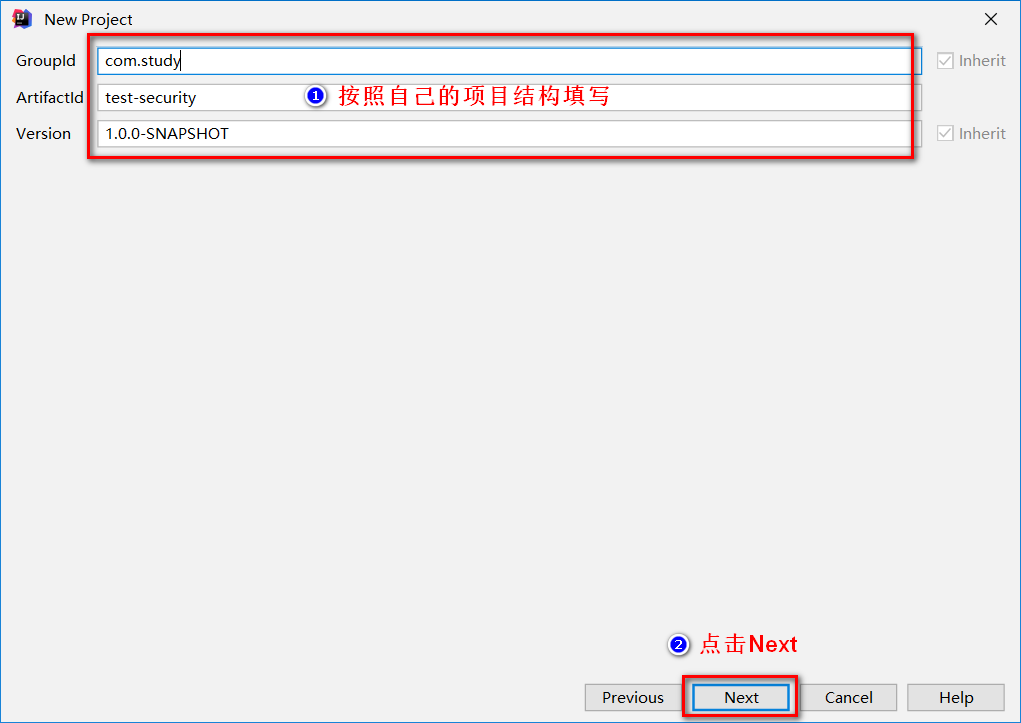 New Project
GroupId com.study Inherit
ArtifactId test-security 1 按照自己的项目结构填写
Version 1.0.0-SNAPSHOT Inherit
2 点击Next
Previous Next Cancel Help